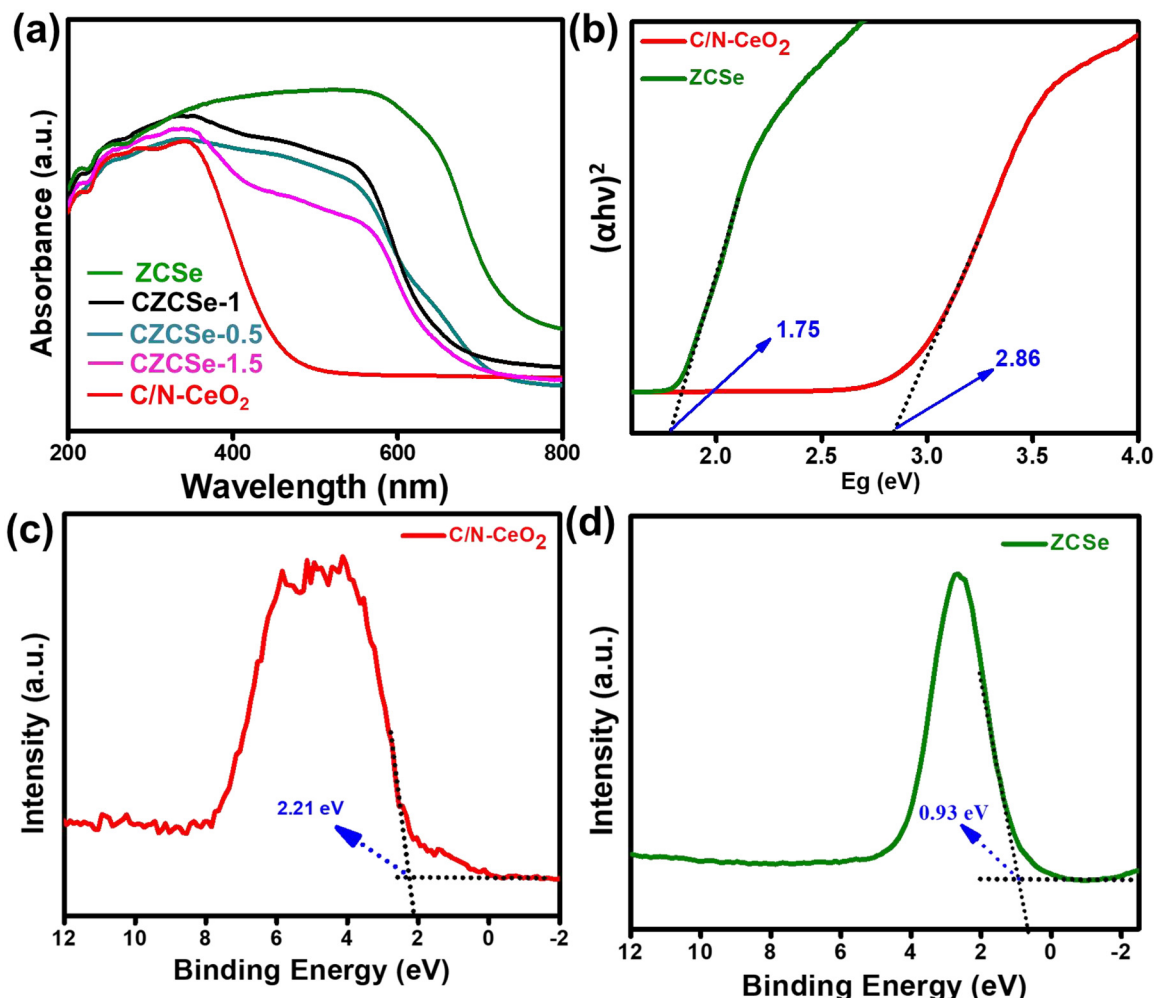 (a)
Absorbance (a.u.)
ZCSe
CZCSe-1
CZCSe-0.5
CZCSe-1.5
C/N-CeO₂
200 400 600 800
Wavelength (nm)
(b)
C/N-CeO₂
ZCSe
(αhν)²
1.75
2.86
2.0 2.5 3.0 3.5 4.0
Eg (eV)
(c)
C/N-CeO₂
Intensity (a.u.)
2.21 eV
12 10 8 6 4 2 0 -2
Binding Energy (eV)
(d)
ZCSe
Intensity (a.u.)
0.93 eV
12 10 8 6 4 2 0 -2
Binding Energy (eV)